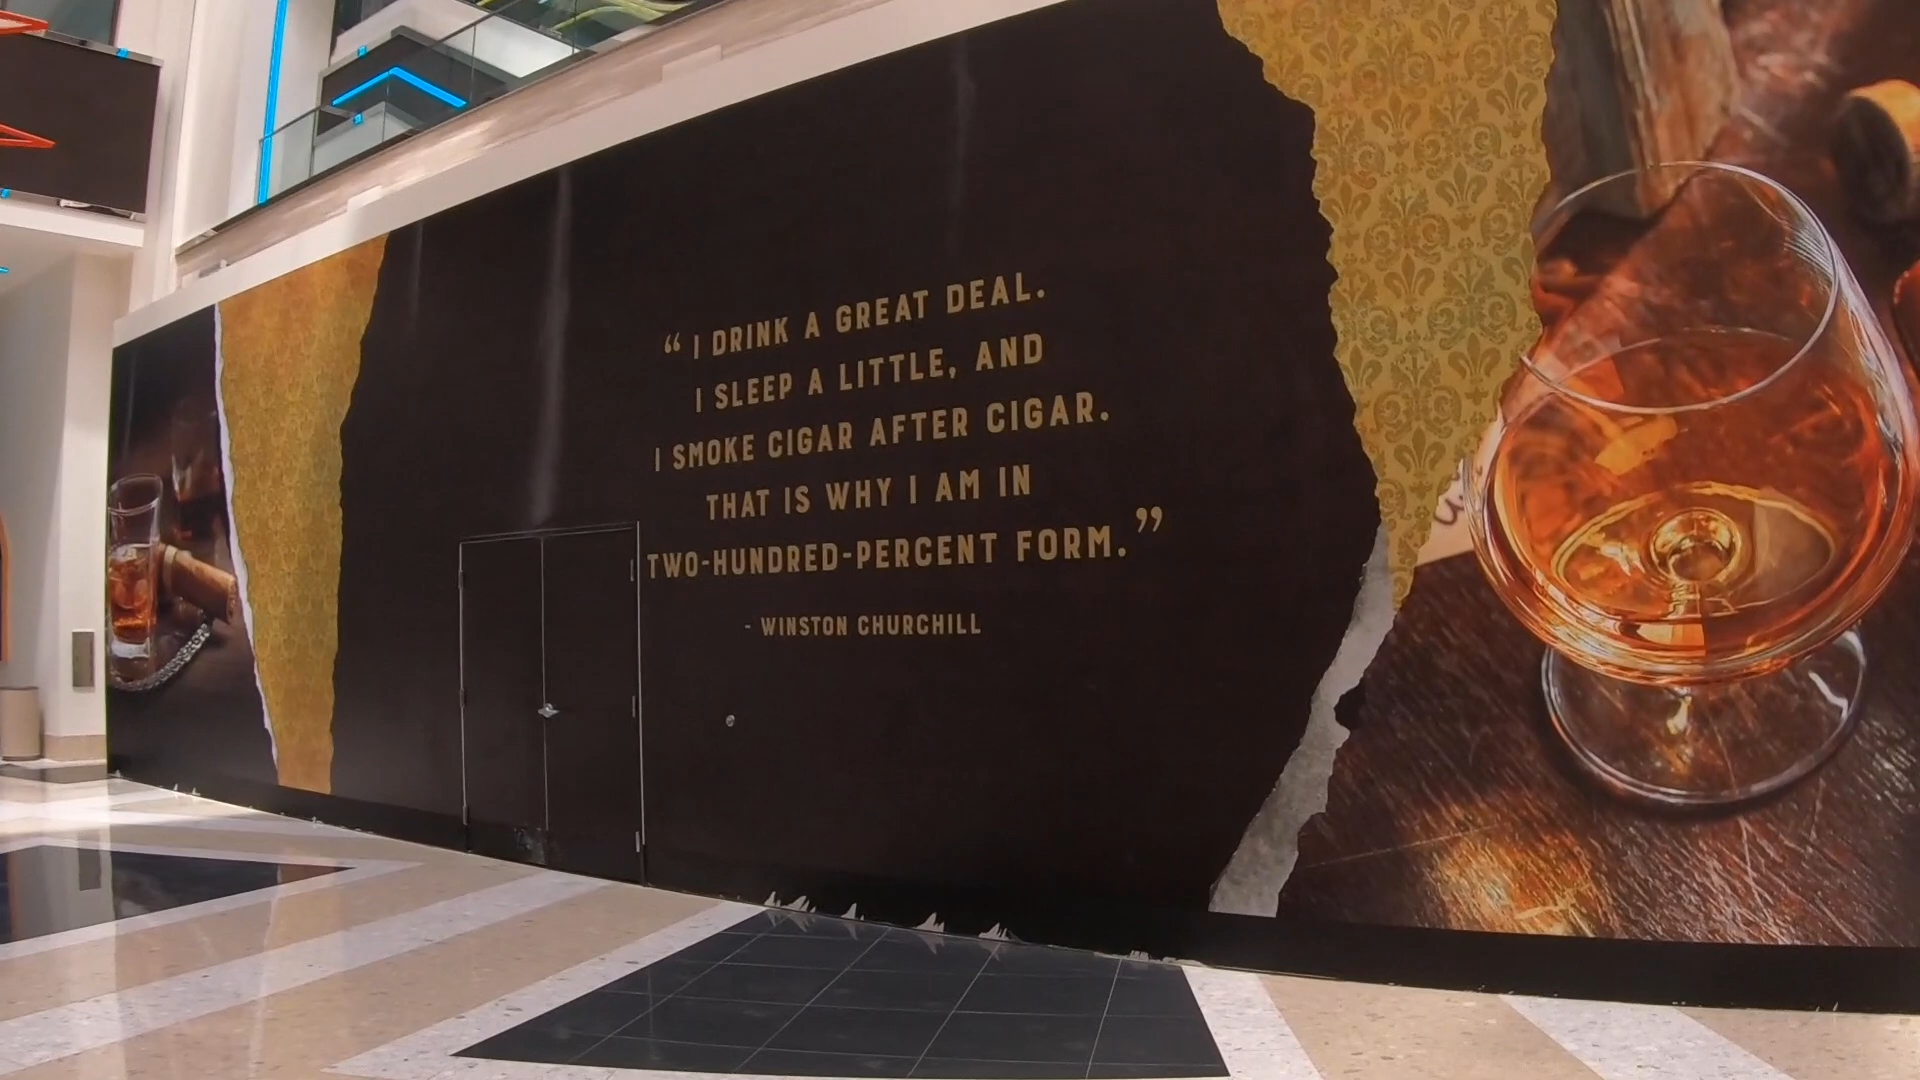 “ I DRINK A GREAT DEAL.
I SLEEP A LITTLE, AND
I SMOKE CIGAR AFTER CIGAR.
THAT IS WHY I AM IN
TWO-HUNDRED-PERCENT FORM.”
- WINSTON CHURCHILL